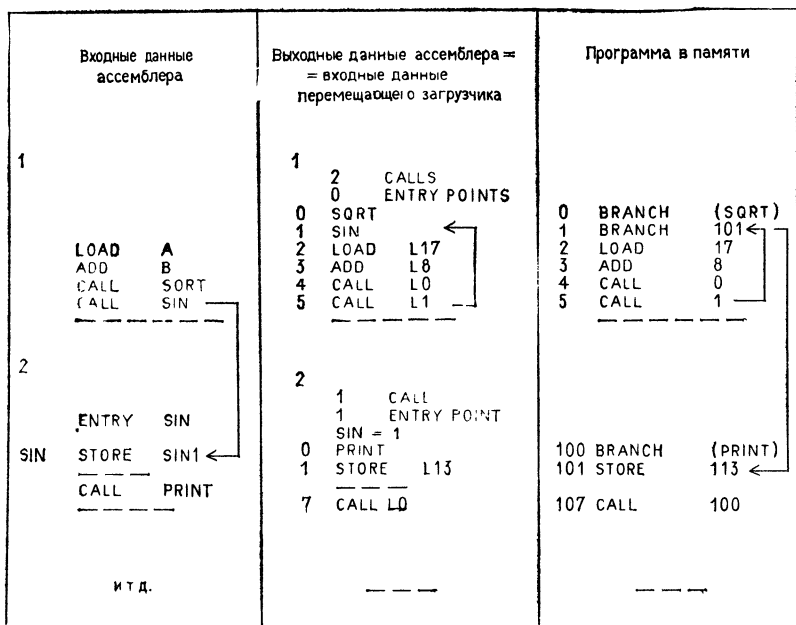 Входные данные
ассемблера
1
LOAD A
ADD B
CALL SORT
CALL SIN
2
ENTRY SIN
SIN STORE SIN1
CALL PRINT
и т д.
Выходные данные ассемблера =
= входные данные
перемещающего загрузчика
1
2 CALLS
0 ENTRY POINTS
0 SQRT
1 SIN
2 LOAD L17
3 ADD L8
4 CALL L0
5 CALL L1
2
1 CALL
1 ENTRY POINT
SIN = 1
0 PRINT
1 STORE L13
7 CALL L0
Программа в памяти
0 BRANCH (SQRT)
1 BRANCH 101
2 LOAD 17
3 ADD 8
4 CALL 0
5 CALL 1
100 BRANCH (PRINT)
101 STORE 113
107 CALL 100